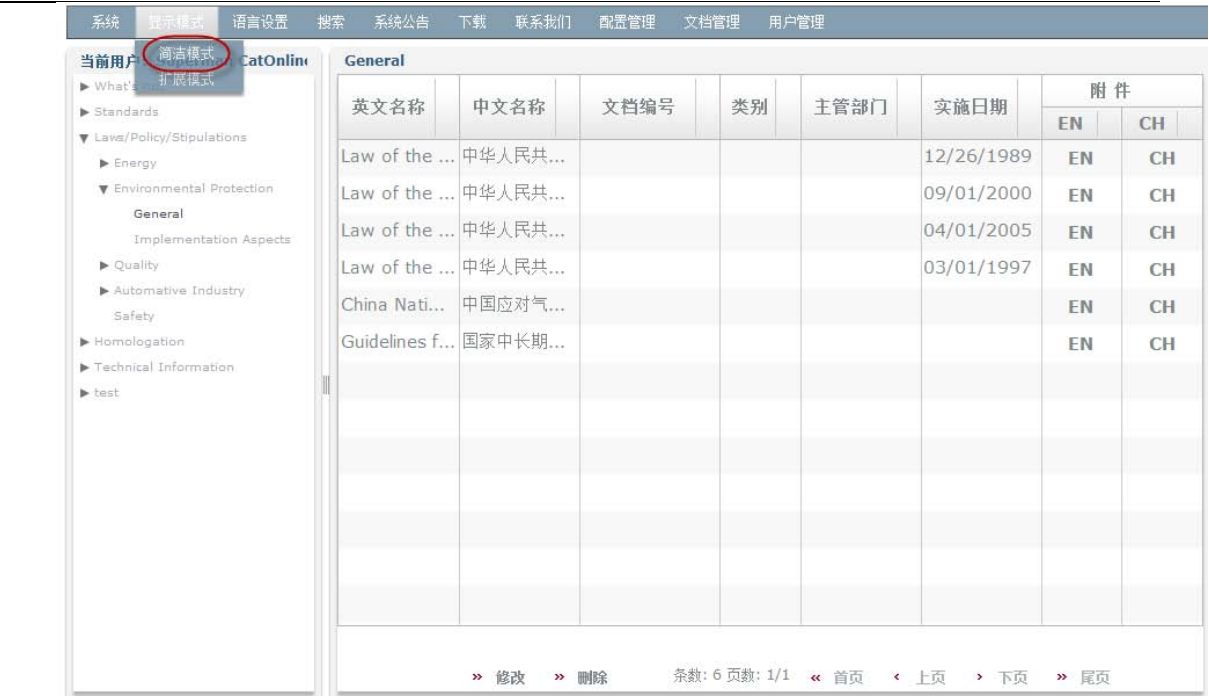 系统 显示模式 语言设置 搜索 系统公告 下载 联系我们 配置管理 文档管理 用户管理
简洁模式
扩展模式
当前用户 Superman CatOnline
What's
Standards
Laws/Policy/Stipulations
Energy
Environmental Protection
General
Implementation Aspects
Quality
Automative Industry
Safety
Homologation
Technical Information
test
General
英文名称 中文名称 文档编号 类别 主管部门 实施日期 附 件
EN CH
Law of the ... 中华人民共... 12/26/1989 EN CH
Law of the ... 中华人民共... 09/01/2000 EN CH
Law of the ... 中华人民共... 04/01/2005 EN CH
Law of the ... 中华人民共... 03/01/1997 EN CH
China Nati... 中国应对气... EN CH
Guidelines f... 国家中长期... EN CH
» 修改 » 删除 条数: 6 页数: 1/1 « 首页 ‹ 上页 › 下页 » 尾页